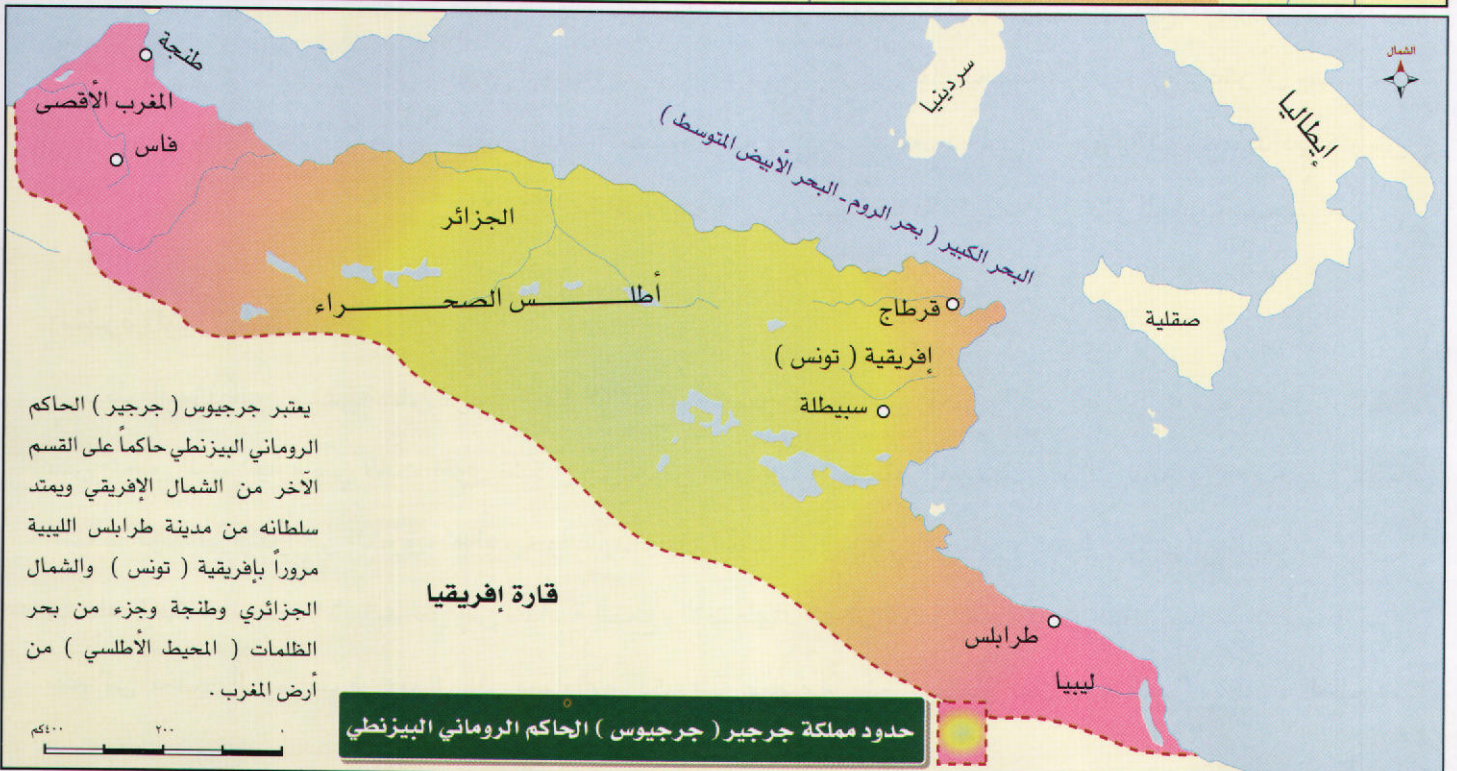 الشمال
إيطاليا
سردينيا
البحر الكبير ( بحر الروم - البحر الأبيض المتوسط )
طنجة
المغرب الأقصى
فاس
الجزائر
أطلس الصحراء
قرطاج
صقلية
إفريقية ( تونس )
سبيطلة
يعتبر جرجيوس ( جرجير ) الحاكم
الروماني البيزنطي حاكماً على القسم
الآخر من الشمال الإفريقي ويمتد
سلطانه من مدينة طرابلس الليبية
مروراً بإفريقية ( تونس ) والشمال
الجزائري وطنجة وجزء من بحر
الظلمات ( المحيط الأطلسي ) من
أرض المغرب .
قارة إفريقيا
طرابلس
ليبيا
حدود مملكة جرجير ( جرجيوس ) الحاكم الروماني البيزنطي
٠ ٢٠٠ ٤٠٠كم